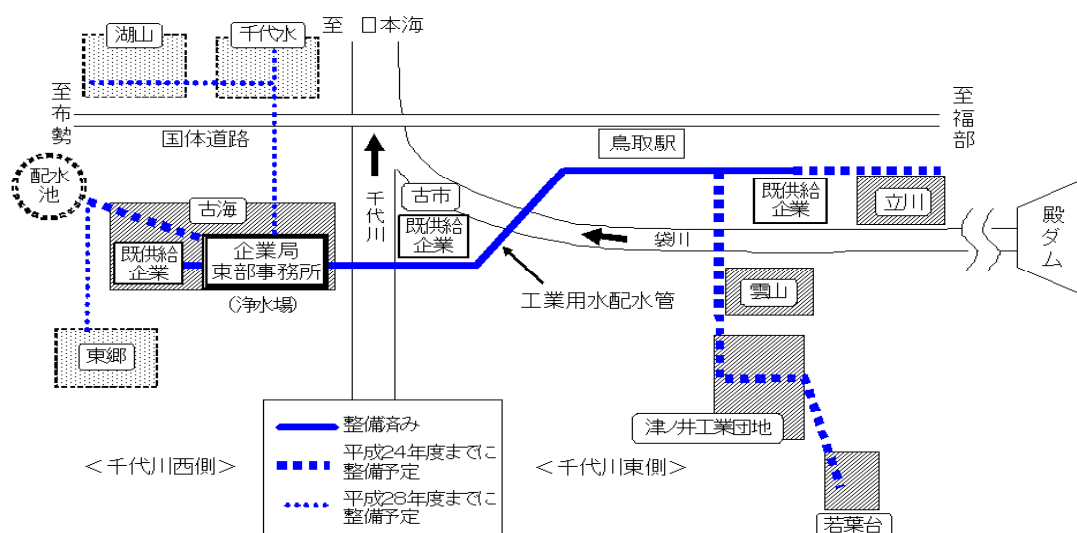 至 日本海
湖山
千代水
至布勢
国体道路
鳥取駅
至福部
配水
池
古海
千代川
古市
既供給
企業
既供給
企業
立川
企業局
東部事務所
既供給
企業
袋川
殿ダム
(浄水場)
工業用水配水管
雲山
東郷
津ノ井工業団地
整備済み
平成24年度までに
整備予定
平成28年度までに
整備予定
<千代川西側>
<千代川東側>
若葉台